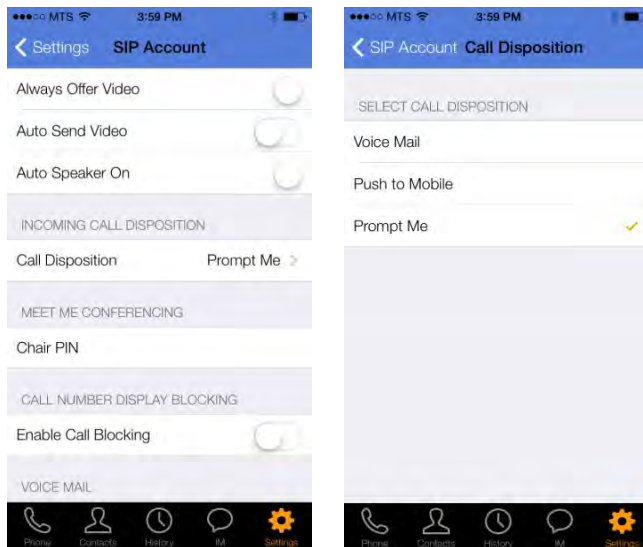 MTS 3:59 PM
Settings SIP Account
Always Offer Video
Auto Send Video
Auto Speaker On
INCOMING CALL DISPOSITION
Call Disposition Prompt Me
MEET ME CONFERENCING
Chair PIN
CALL NUMBER DISPLAY BLOCKING
Enable Call Blocking
VOICE MAIL
Phone Contacts History IM Settings
MTS 3:59 PM
SIP Account Call Disposition
SELECT CALL DISPOSITION
Voice Mail
Push to Mobile
Prompt Me
Phone Contacts History IM Settings